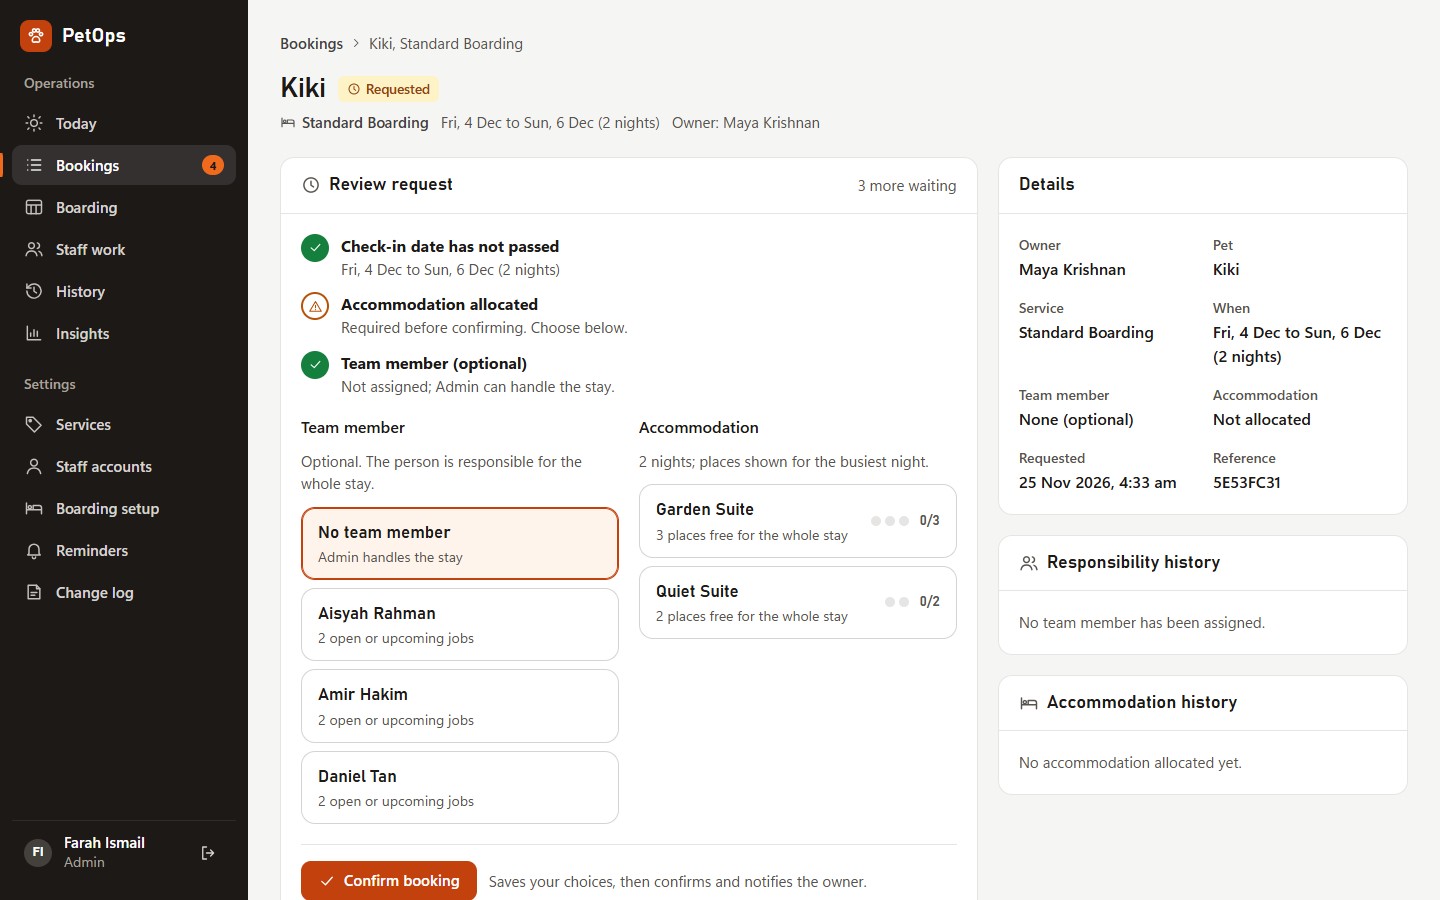 PetOps
Operations
Today
Bookings 4
Boarding
Staff work
History
Insights
Settings
Services
Staff accounts
Boarding setup
Reminders
Change log
FI
Farah Ismail
Admin
Bookings > Kiki, Standard Boarding
Kiki Requested
Standard Boarding Fri, 4 Dec to Sun, 6 Dec (2 nights) Owner: Maya Krishnan
Review request 3 more waiting
Check-in date has not passed
Fri, 4 Dec to Sun, 6 Dec (2 nights)
Accommodation allocated
Required before confirming. Choose below.
Team member (optional)
Not assigned; Admin can handle the stay.
Team member
Optional. The person is responsible for the
whole stay.
No team member
Admin handles the stay
Aisyah Rahman
2 open or upcoming jobs
Amir Hakim
2 open or upcoming jobs
Daniel Tan
2 open or upcoming jobs
Accommodation
2 nights; places shown for the busiest night.
Garden Suite
3 places free for the whole stay
0/3
Quiet Suite
2 places free for the whole stay
0/2
Confirm booking Saves your choices, then confirms and notifies the owner.
Details
Owner
Maya Krishnan
Pet
Kiki
Service
Standard Boarding
When
Fri, 4 Dec to Sun, 6 Dec
(2 nights)
Team member
None (optional)
Accommodation
Not allocated
Requested
25 Nov 2026, 4:33 am
Reference
5E53FC31
Responsibility history
No team member has been assigned.
Accommodation history
No accommodation allocated yet.